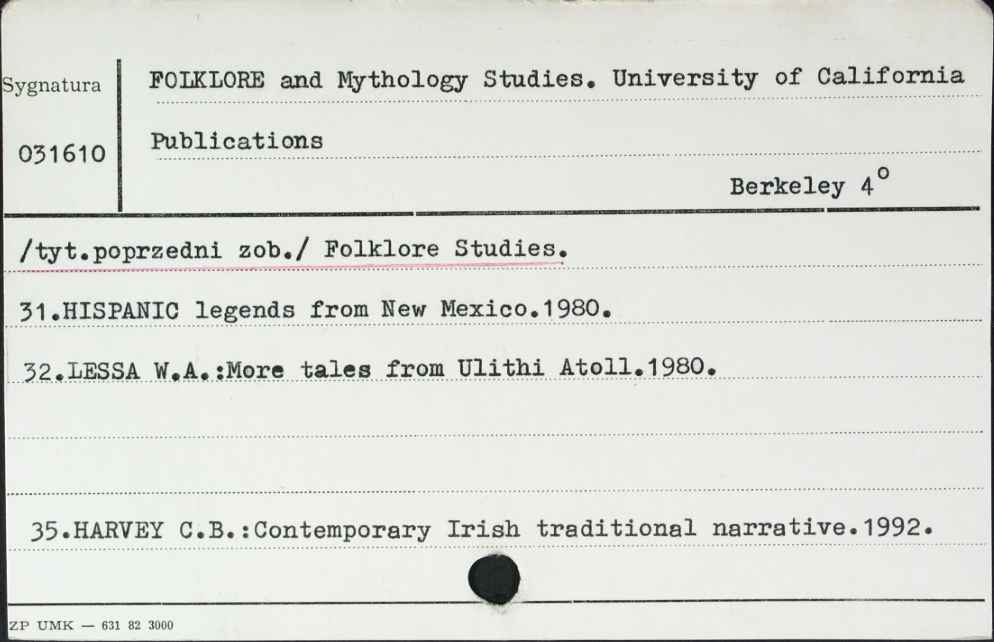 Sygnatura
FOLKLORE and Mythology Studies. University of California
031610
Publications
Berkeley 4°
/tyt.poprzedni zob./ Folklore Studies.
31.HISPANIC legends from New Mexico.1980.
32.LESSA W.A.:More tales from Ulithi Atoll.1980.
35.HARVEY C.B.:Contemporary Irish traditional narrative.1992.
ZP UMK — 631 82 3000